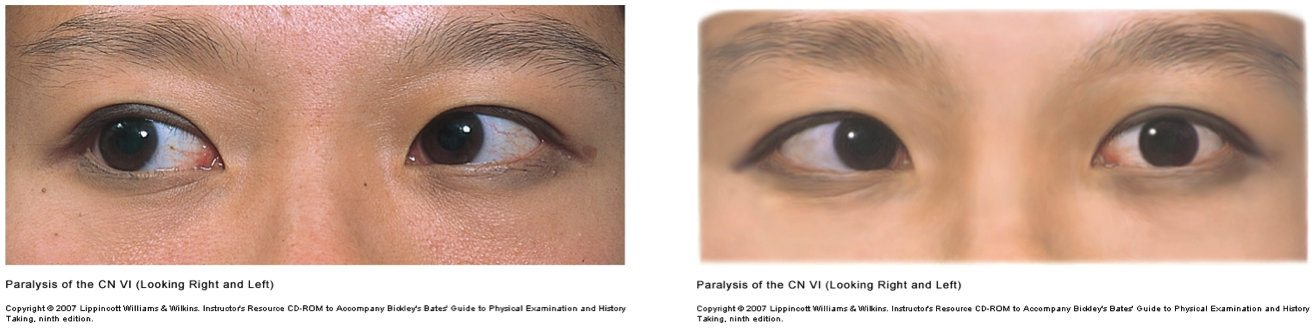 Paralysis of the CN VI (Looking Right and Left)
Copyright © 2007 Lippincott Williams & Wilkins. Instructor's Resource CD-ROM to Accompany Bickley's Bates' Guide to Physical Examination and History
Taking, ninth edition.
Paralysis of the CN VI (Looking Right and Left)
Copyright © 2007 Lippincott Williams & Wilkins. Instructor's Resource CD-ROM to Accompany Bickley's Bates' Guide to Physical Examination and History
Taking, ninth edition.